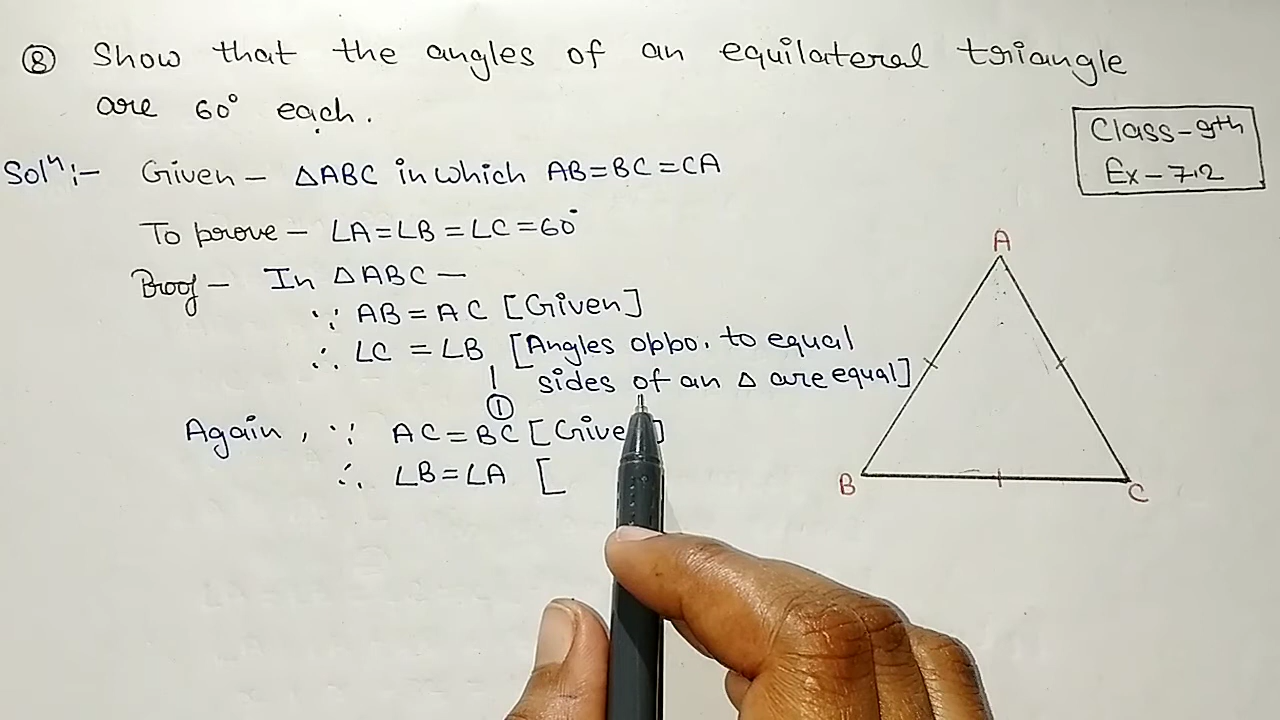 ⑧ Show that the angles of an equilateral triangle
are 60° each.
Class-9th
Ex-7.2
Solⁿ:- Given - △ABC in which AB=BC=CA
To prove - ∠A=∠B=∠C=60°
Proof - In △ABC —
∵ AB=AC [Given]
∴ ∠C=∠B [Angles oppo. to equal
sides of an △ are equal]
①
Again, ∵ AC=BC [Given]
∴ ∠B=∠A [
A
B
C